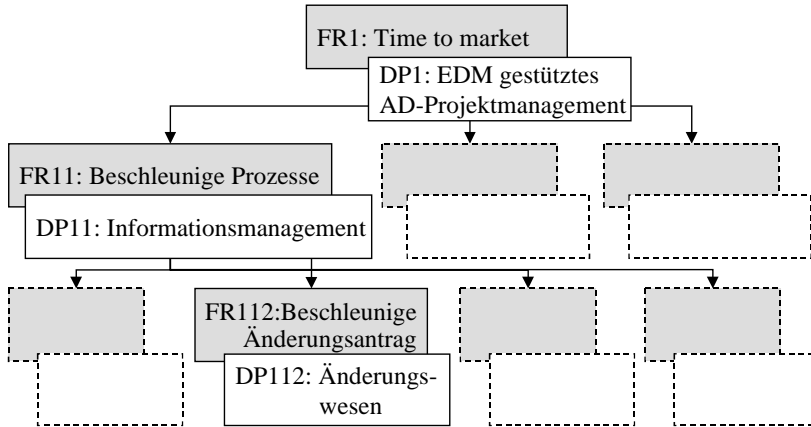 FR1: Time to market
DP1: EDM gestütztes
AD-Projektmanagement
FR11: Beschleunige Prozesse
DP11: Informationsmanagement
FR112:Beschleunige
Änderungsantrag
DP112: Änderungs-
wesen